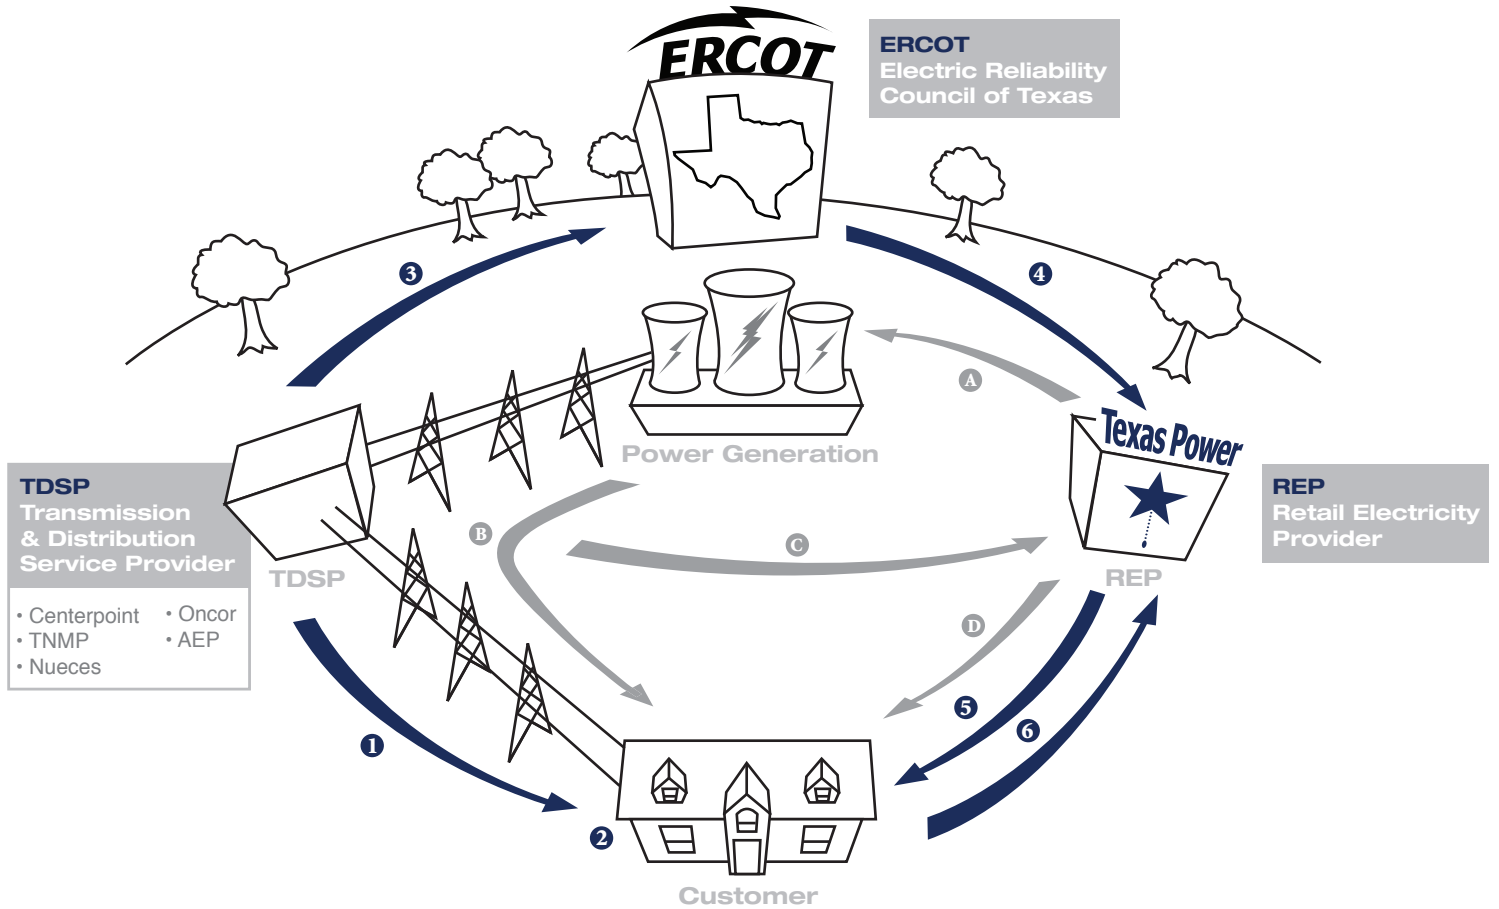 ERCOT
ERCOT
Electric Reliability
Council of Texas
3
4
A
Texas Power
Power Generation
TDSP
Transmission
& Distribution
Service Provider
• Centerpoint
• TNMP
• Nueces
• Oncor
• AEP
TDSP
B
C
REP
REP
Retail Electricity
Provider
D
5
6
1
2
Customer